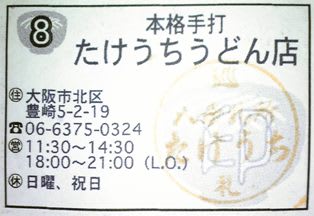 8
本格手打
たけうちうどん店
住 大阪市北区
豊崎5-2-19
☎06-6375-0324
営 11:30~14:30
18:00~21:00 (L.O.)
休 日曜、祝日
印